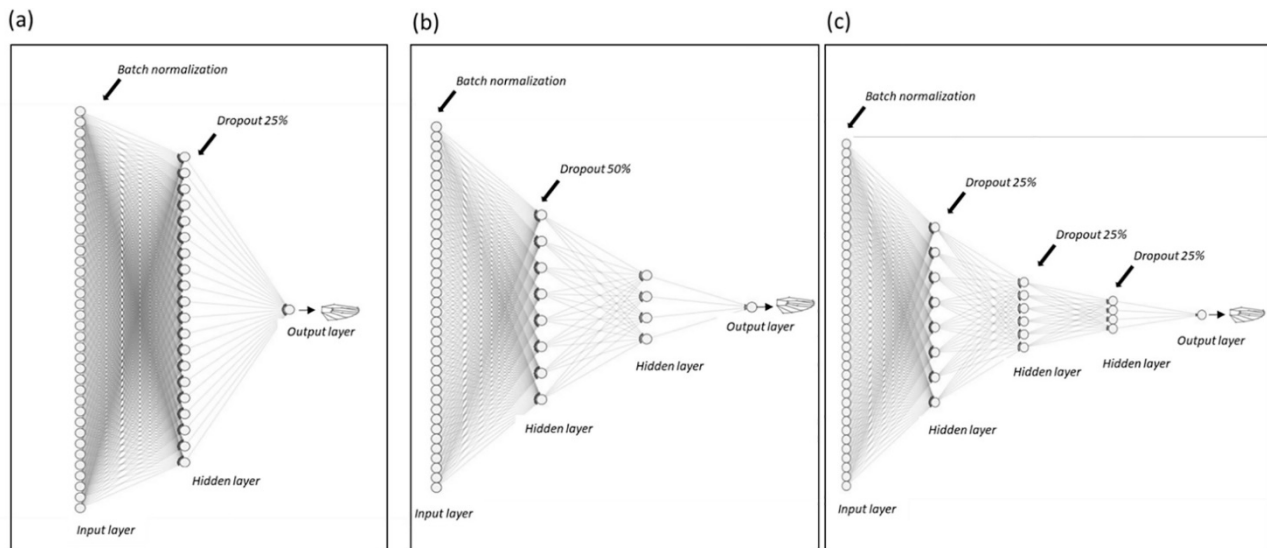 (a)
Batch normalization
Dropout 25%
Output layer
Hidden layer
Input layer
(b)
Batch normalization
Dropout 50%
Output layer
Hidden layer
Hidden layer
Input layer
(c)
Batch normalization
Dropout 25%
Dropout 25%
Dropout 25%
Output layer
Hidden layer
Hidden layer
Hidden layer
Input layer